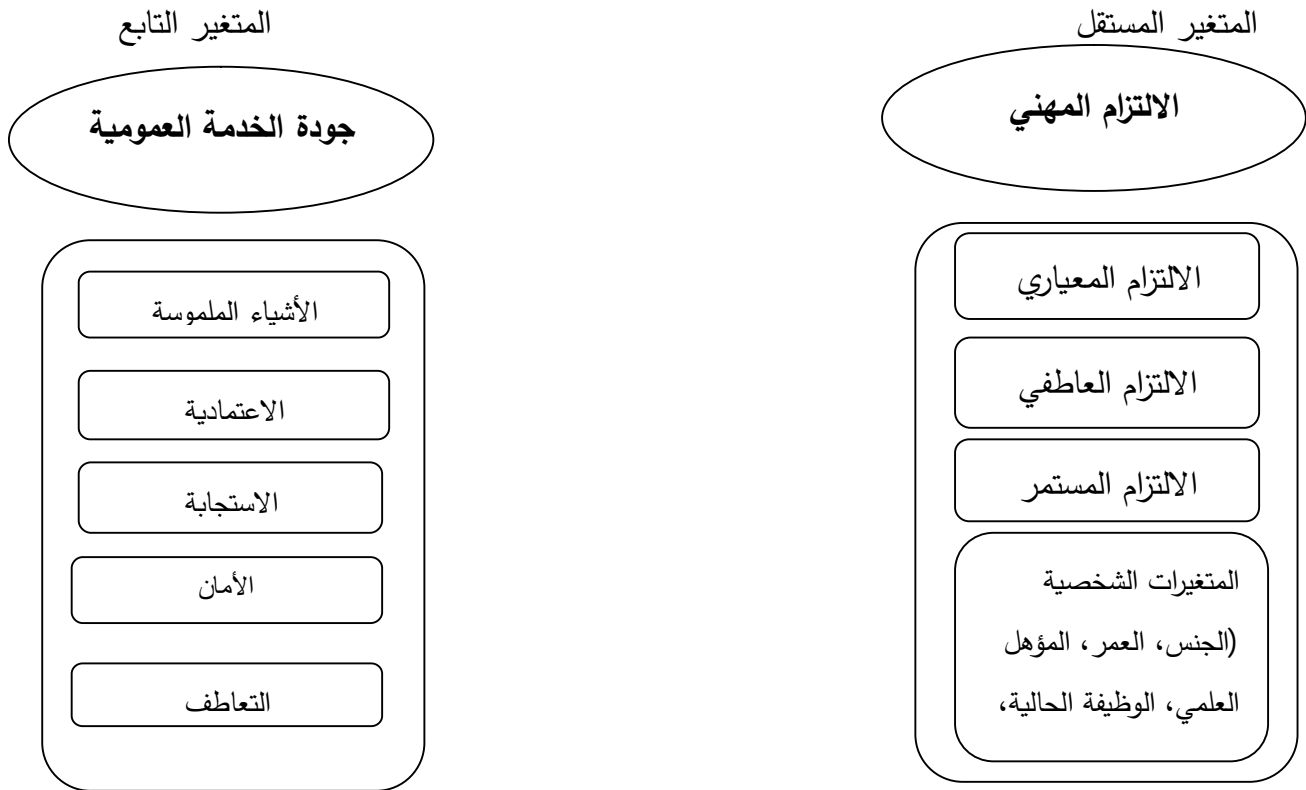 المتغير المستقل
الالتزام المهني
الالتزام المعياري
الالتزام العاطفي
الالتزام المستمر
المتغيرات الشخصية
(الجنس، العمر، المؤهل
العلمي، الوظيفة الحالية،
المتغير التابع
جودة الخدمة العمومية
الأشياء الملموسة
الاعتمادية
الاستجابة
الأمان
التعاطف